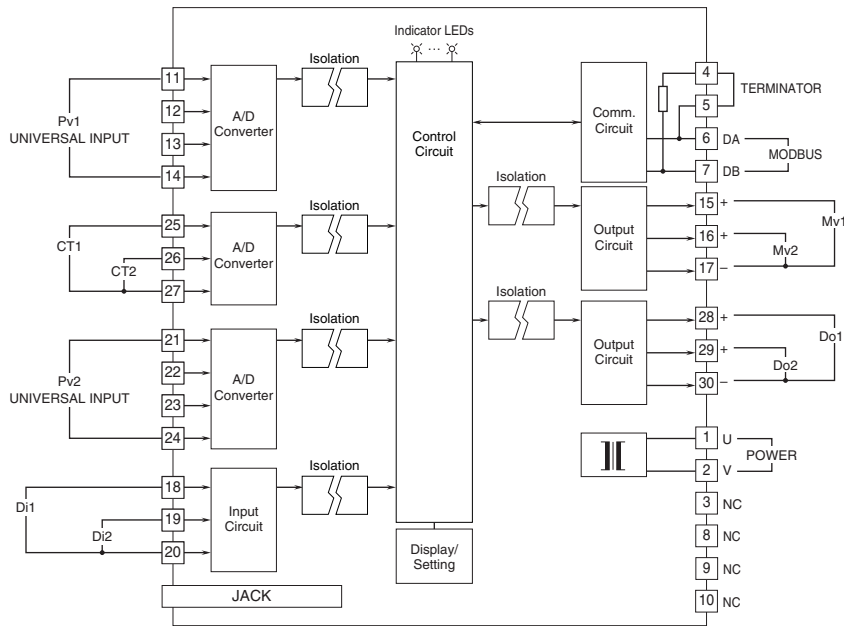 Indicator LEDs
...
Isolation
11
12
13
14
Pv1
UNIVERSAL INPUT
A/D
Converter
Isolation
25
26
27
CT1
CT2
A/D
Converter
Isolation
21
22
23
24
Pv2
UNIVERSAL INPUT
A/D
Converter
Isolation
18
19
20
Di1
Di2
Input
Circuit
JACK
Control
Circuit
Display/
Setting
Comm.
Circuit
4
5
TERMINATOR
6 DA
7 DB
MODBUS
Isolation
Output
Circuit
15 +
16 +
17 −
Mv1
Mv2
Isolation
Output
Circuit
28 +
29 +
30 −
Do1
Do2
1 U
2 V
POWER
3 NC
8 NC
9 NC
10 NC